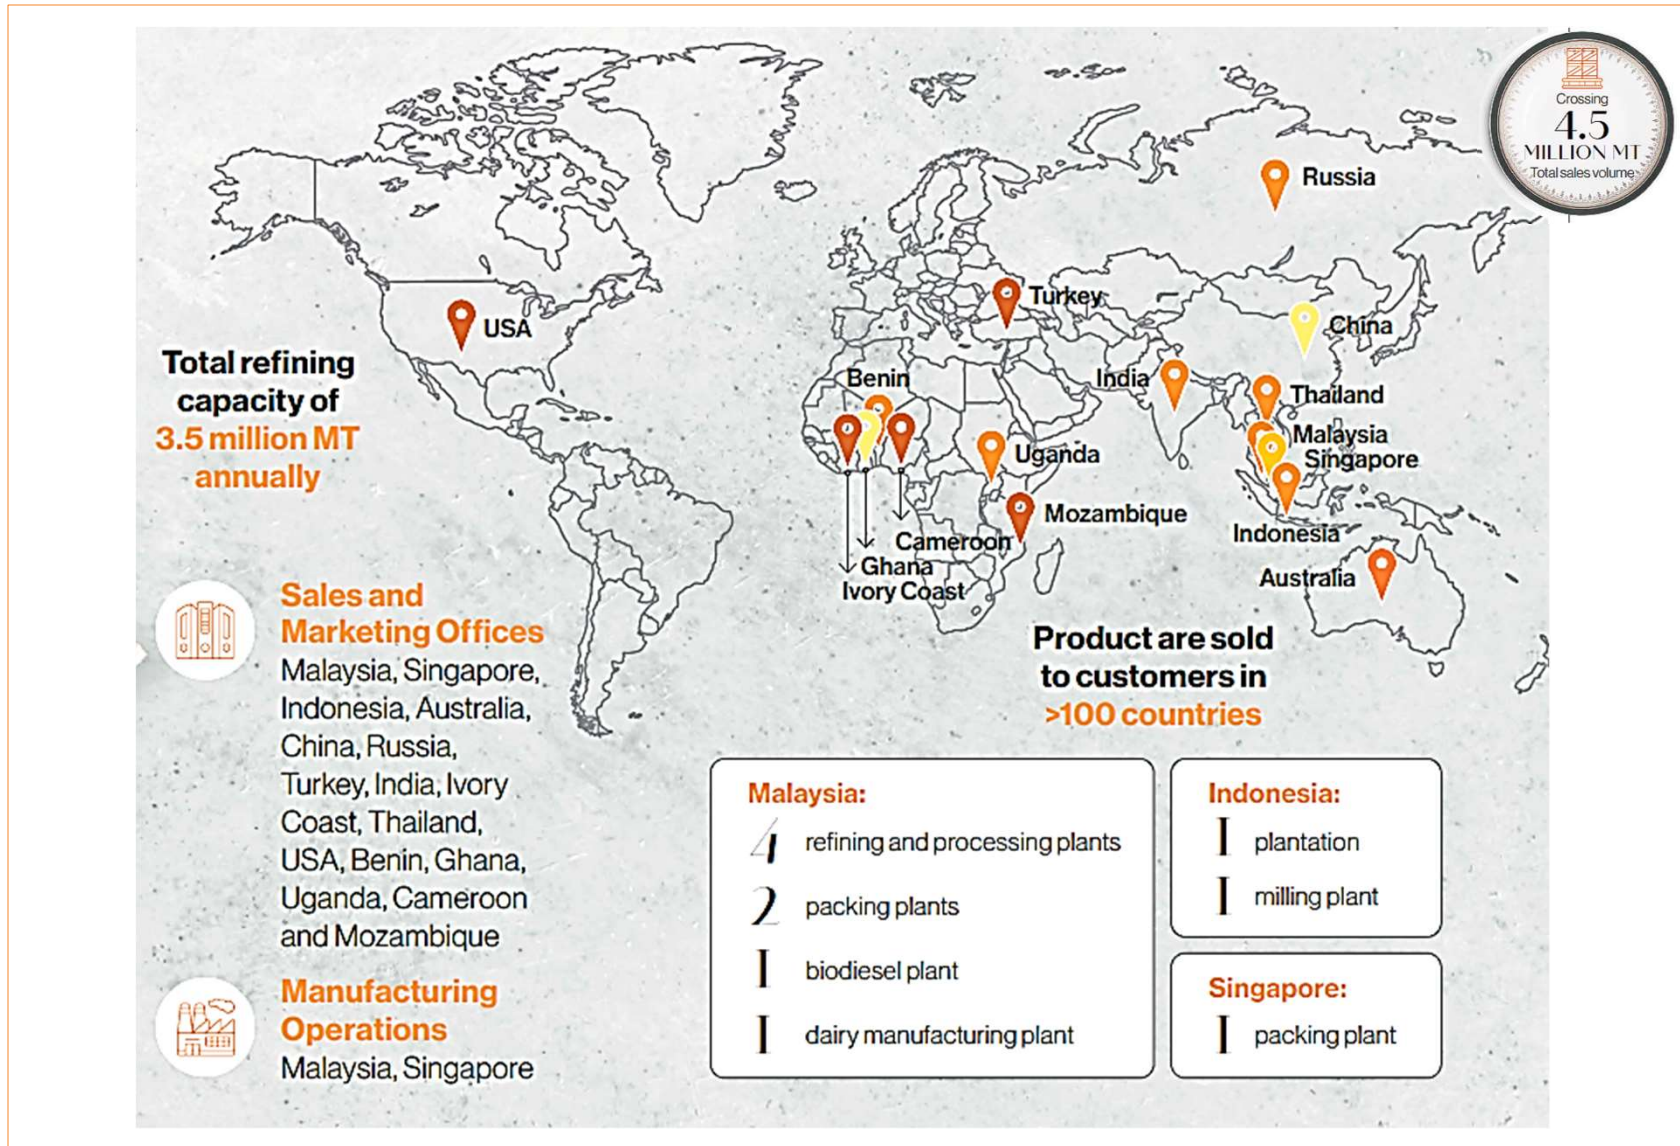 Crossing
4.5
MILLION MT
Total sales volume
Russia
Turkey
USA
China
Total refining
capacity of
3.5 million MT
annually
Benin
India
Thailand
Malaysia
Uganda
Singapore
Mozambique
Cameroon
Indonesia
Ghana
Australia
Ivory Coast
Sales and
Marketing Offices
Malaysia, Singapore,
Indonesia, Australia,
China, Russia,
Turkey, India, Ivory
Coast, Thailand,
USA, Benin, Ghana,
Uganda, Cameroon
and Mozambique
Manufacturing
Operations
Malaysia, Singapore
Product are sold
to customers in
>100 countries
Malaysia:
4 refining and processing plants
2 packing plants
1 biodiesel plant
1 dairy manufacturing plant
Indonesia:
1 plantation
1 milling plant
Singapore:
1 packing plant